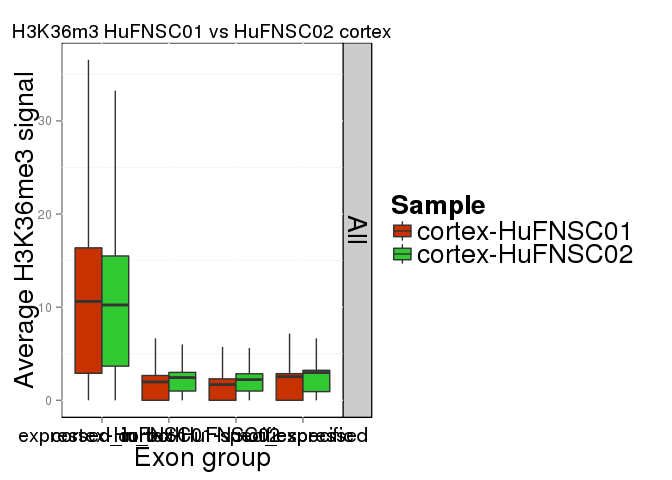 H3K36m3 HuFNSC01 vs HuFNSC02 cortex
Average H3K36me3 signal
30
20
10
0
All
Sample
cortex-HuFNSC01
cortex-HuFNSC02
Exon group